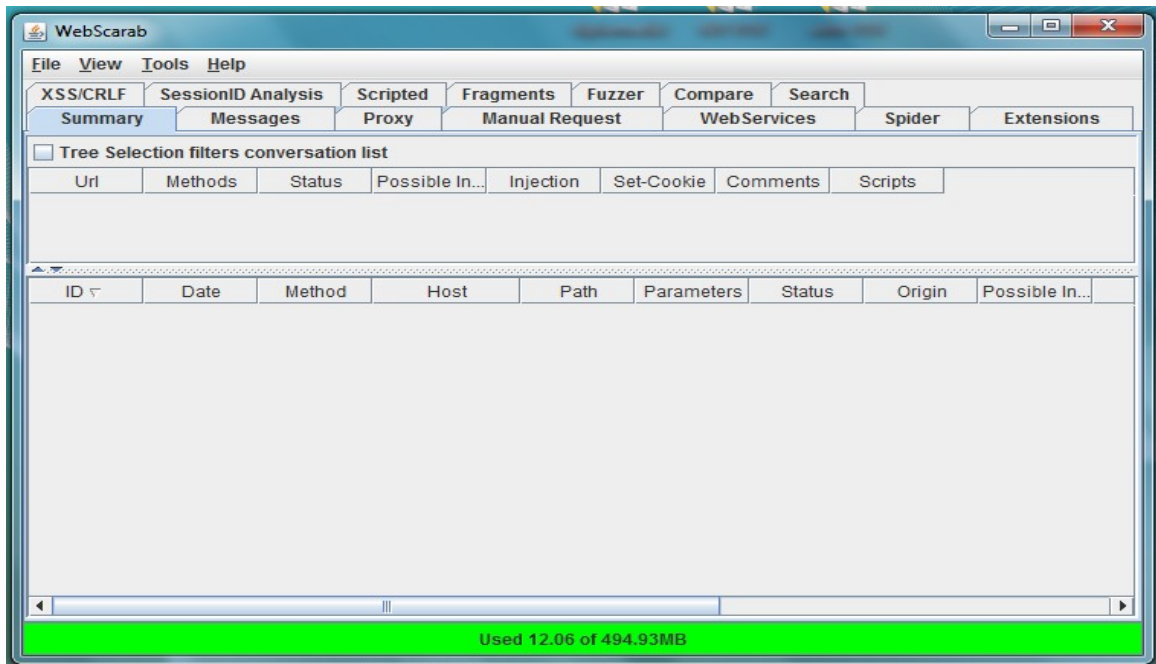 WebScarab
File View Tools Help
XSS/CRLF SessionID Analysis Scripted Fragments Fuzzer Compare Search
Summary Messages Proxy Manual Request WebServices Spider Extensions
Tree Selection filters conversation list
Url Methods Status Possible In... Injection Set-Cookie Comments Scripts
ID Date Method Host Path Parameters Status Origin Possible In...
Used 12.06 of 494.93MB